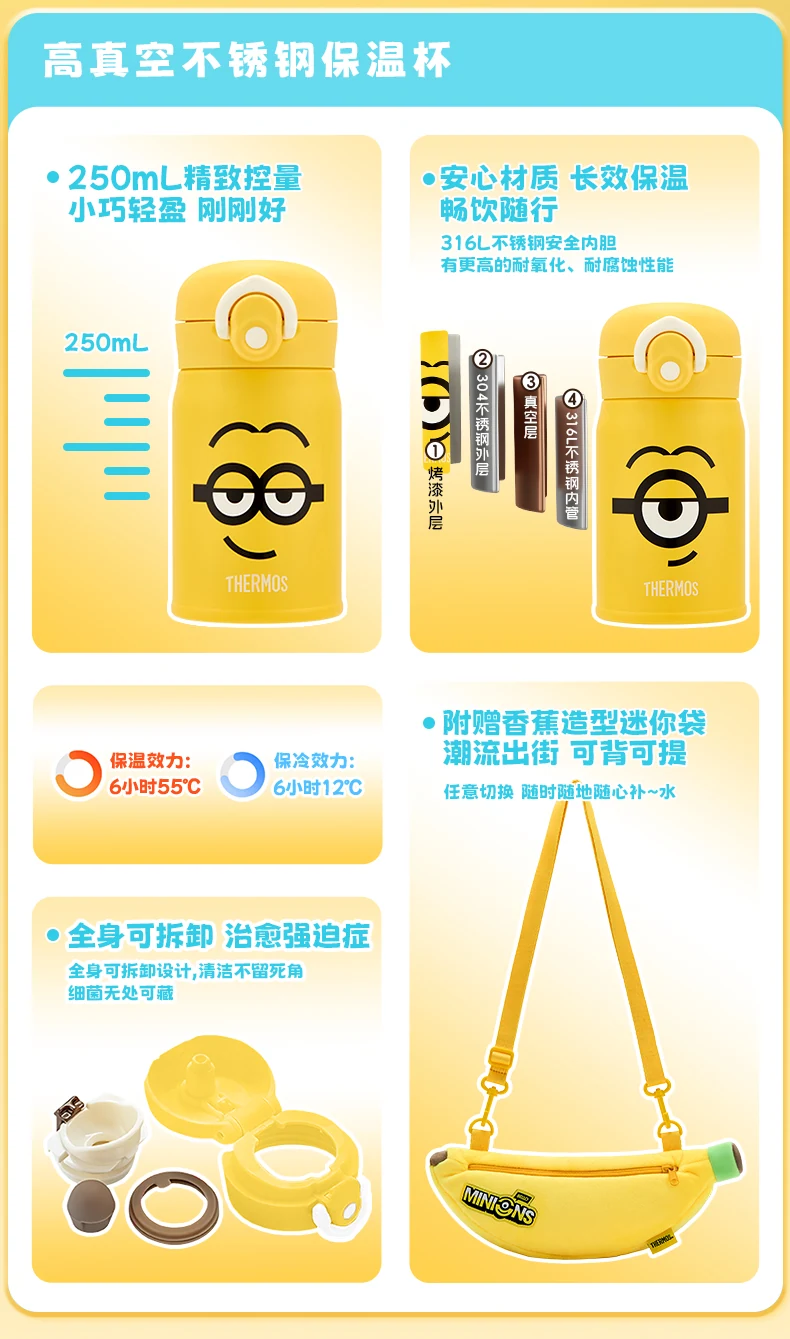 高真空不锈钢保温杯
250mL精致控量
小巧轻盈 刚刚好
250mL
THERMOS
安心材质 长效保温
畅饮随行
316L不锈钢安全内胆
有更高的耐氧化、耐腐蚀性能
①烤漆外层
②304不锈钢外层
③真空层
④316L不锈钢内管
THERMOS
保温效力:
6小时55℃
保冷效力:
6小时12℃
附赠香蕉造型迷你袋
潮流出街 可背可提
任意切换 随时随地随心补~水
MINIONS
THERMOS
全身可拆卸 治愈强迫症
全身可拆卸设计,清洁不留死角
细菌无处可藏